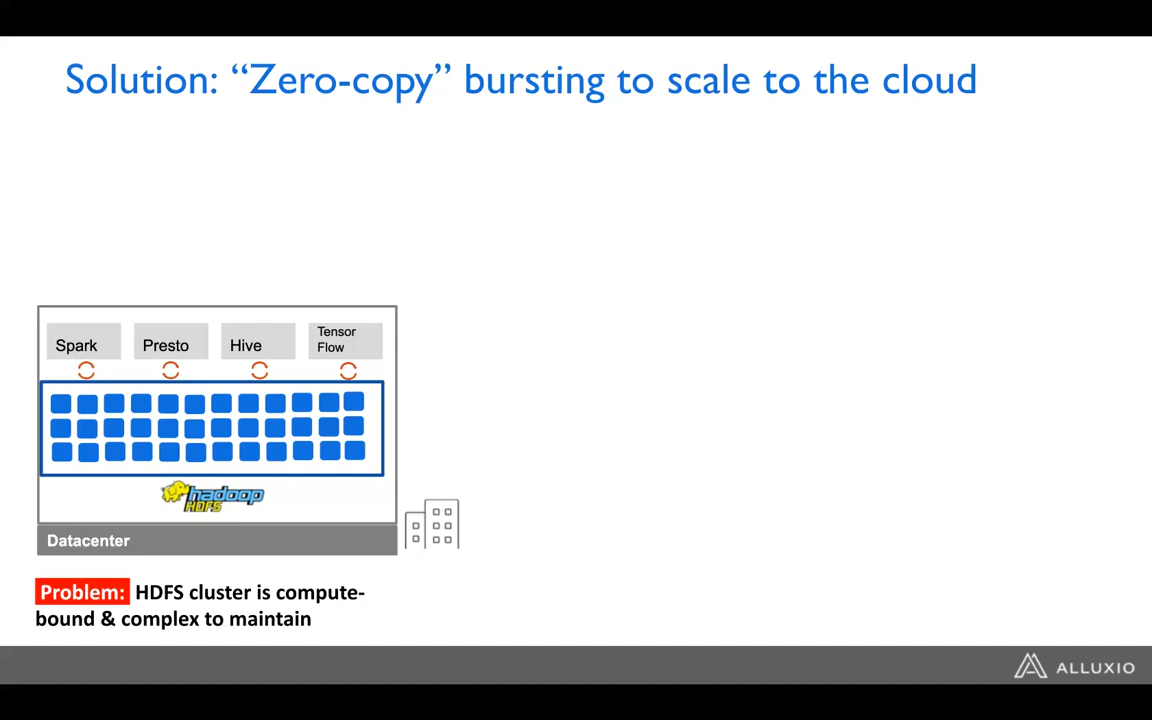 Solution: “Zero-copy” bursting to scale to the cloud
Spark
Presto
Hive
Tensor
Flow
hadoop
HDFS
Datacenter
Problem: HDFS cluster is compute-
bound & complex to maintain
ALLUXIO